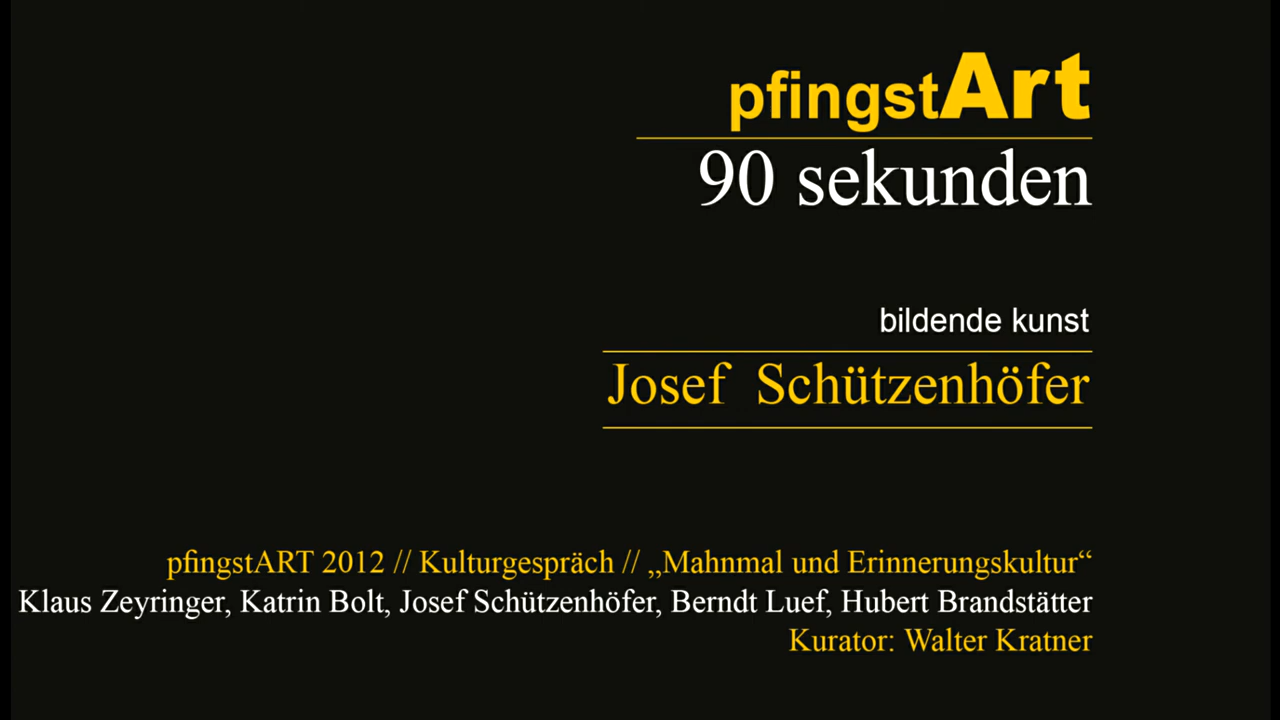 pfingstArt
90 sekunden
bildende kunst
Josef Schützenhöfer
pfingstART 2012 // Kulturgespräch // „Mahnmal und Erinnerungskultur“
Klaus Zeyringer, Katrin Bolt, Josef Schützenhöfer, Berndt Luef, Hubert Brandstätter
Kurator: Walter Kratner